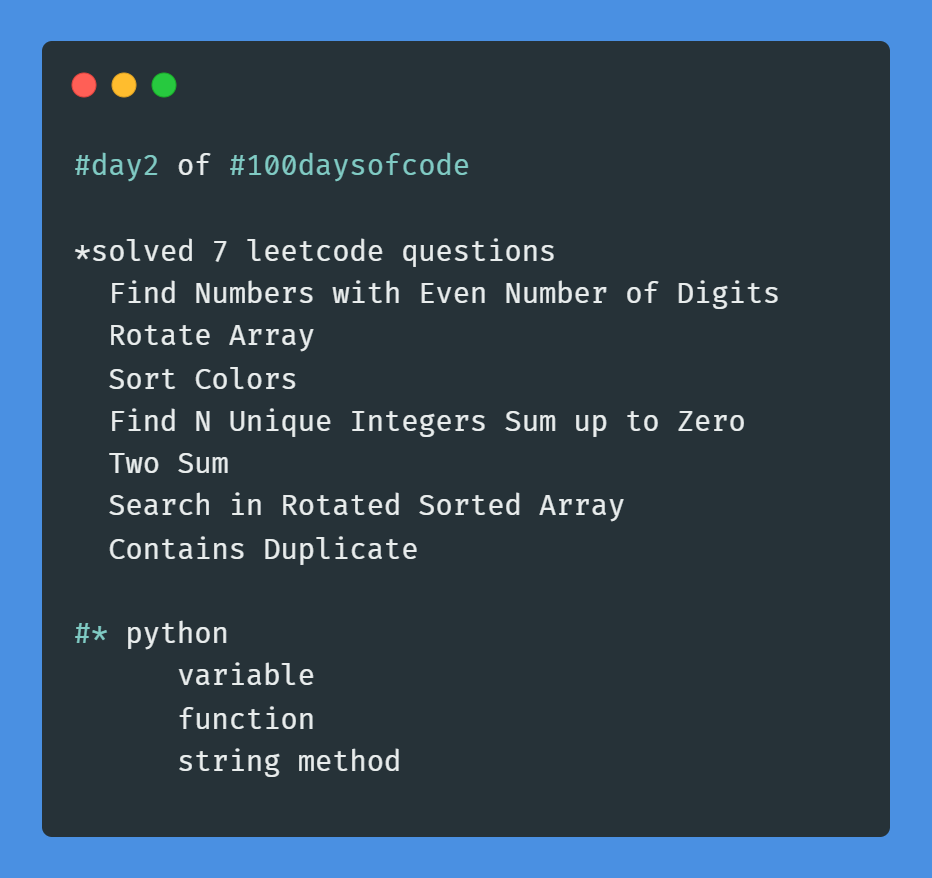 #day2 of #100daysofcode
*solved 7 leetcode questions
Find Numbers with Even Number of Digits
Rotate Array
Sort Colors
Find N Unique Integers Sum up to Zero
Two Sum
Search in Rotated Sorted Array
Contains Duplicate
#* python
variable
function
string method